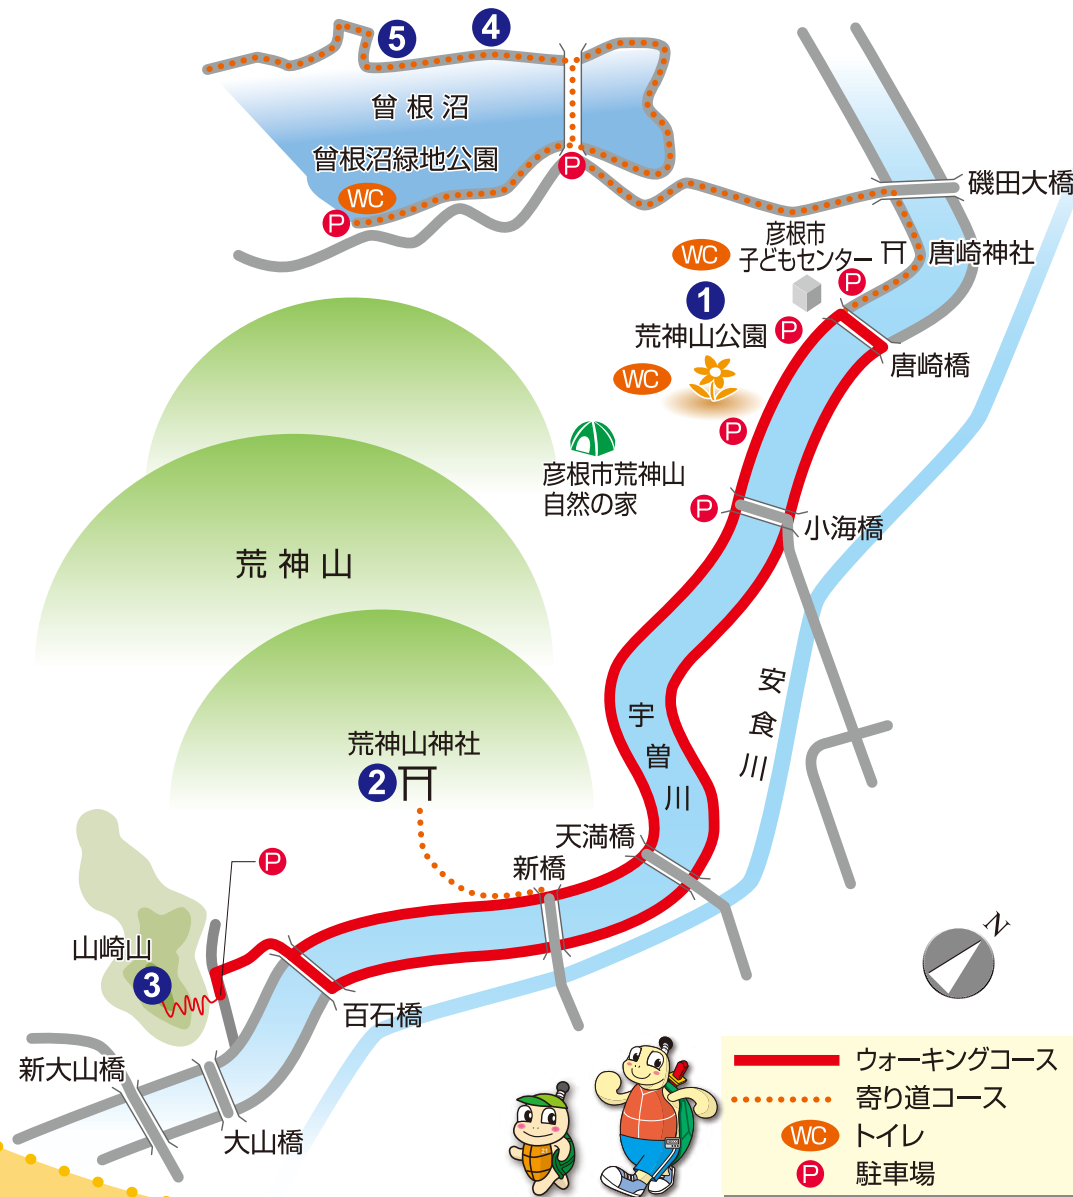 5
4
曾根沼
曾根沼緑地公園
WC
P
P
磯田大橋
彦根市
子どもセンター
唐崎神社
WC
P
1
P
荒神山公園
唐崎橋
WC
P
彦根市荒神山
自然の家
P
小海橋
荒神山
安食川
宇曽川
荒神山神社
2
天満橋
新橋
P
N
山崎山
3
百石橋
新大山橋
大山橋
ウォーキングコース
寄り道コース
WC トイレ
P 駐車場